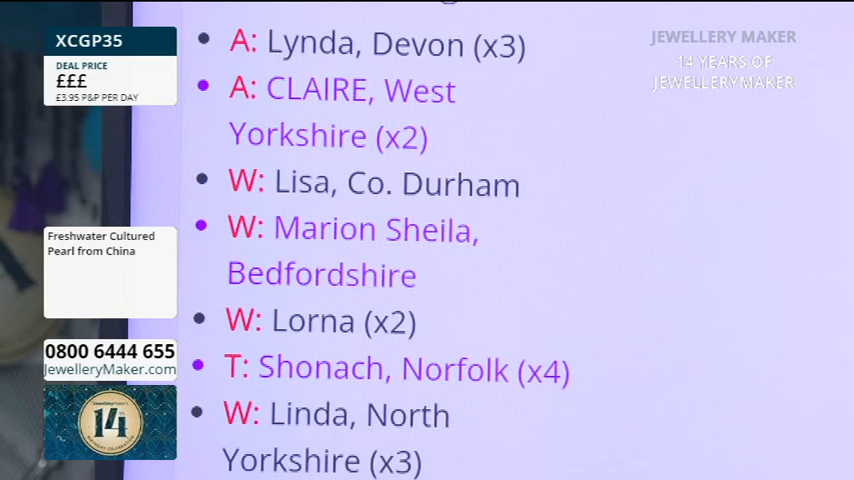 XCGP35
DEAL PRICE
£££
£3.95 P&P PER DAY
Freshwater Cultured
Pearl from China
0800 6444 655
JewelleryMaker.com
14
A: Lynda, Devon (x3)
A: CLAIRE, West
Yorkshire (x2)
W: Lisa, Co. Durham
W: Marion Sheila,
Bedfordshire
W: Lorna (x2)
T: Shonach, Norfolk (x4)
W: Linda, North
Yorkshire (x3)
JEWELLERY MAKER
14 YEARS OF
JEWELLERYMAKER